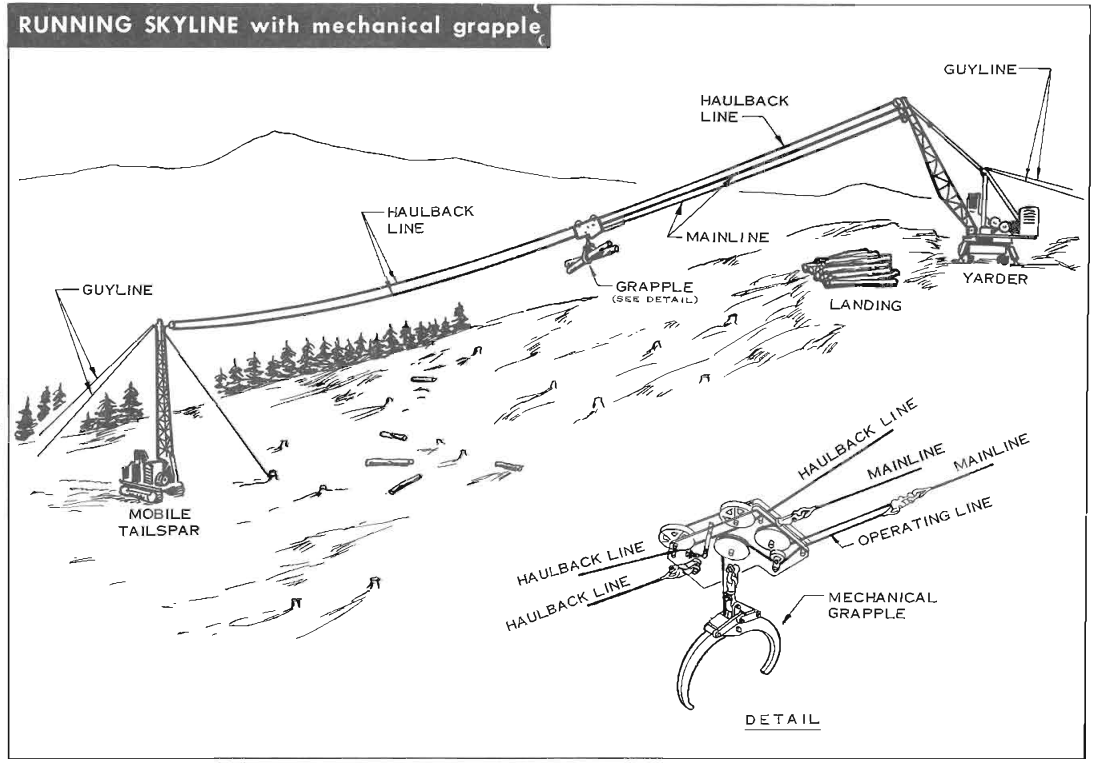 RUNNING SKYLINE with mechanical grapple
GUYLINE
HAULBACK
LINE
HAULBACK
LINE
MAINLINE
GUYLINE
GRAPPLE
(SEE DETAIL)
YARDER
LANDING
MOBILE
TAILSPAR
HAULBACK LINE
MAINLINE
MAINLINE
OPERATING LINE
HAULBACK LINE
HAULBACK LINE
MECHANICAL
GRAPPLE
DETAIL